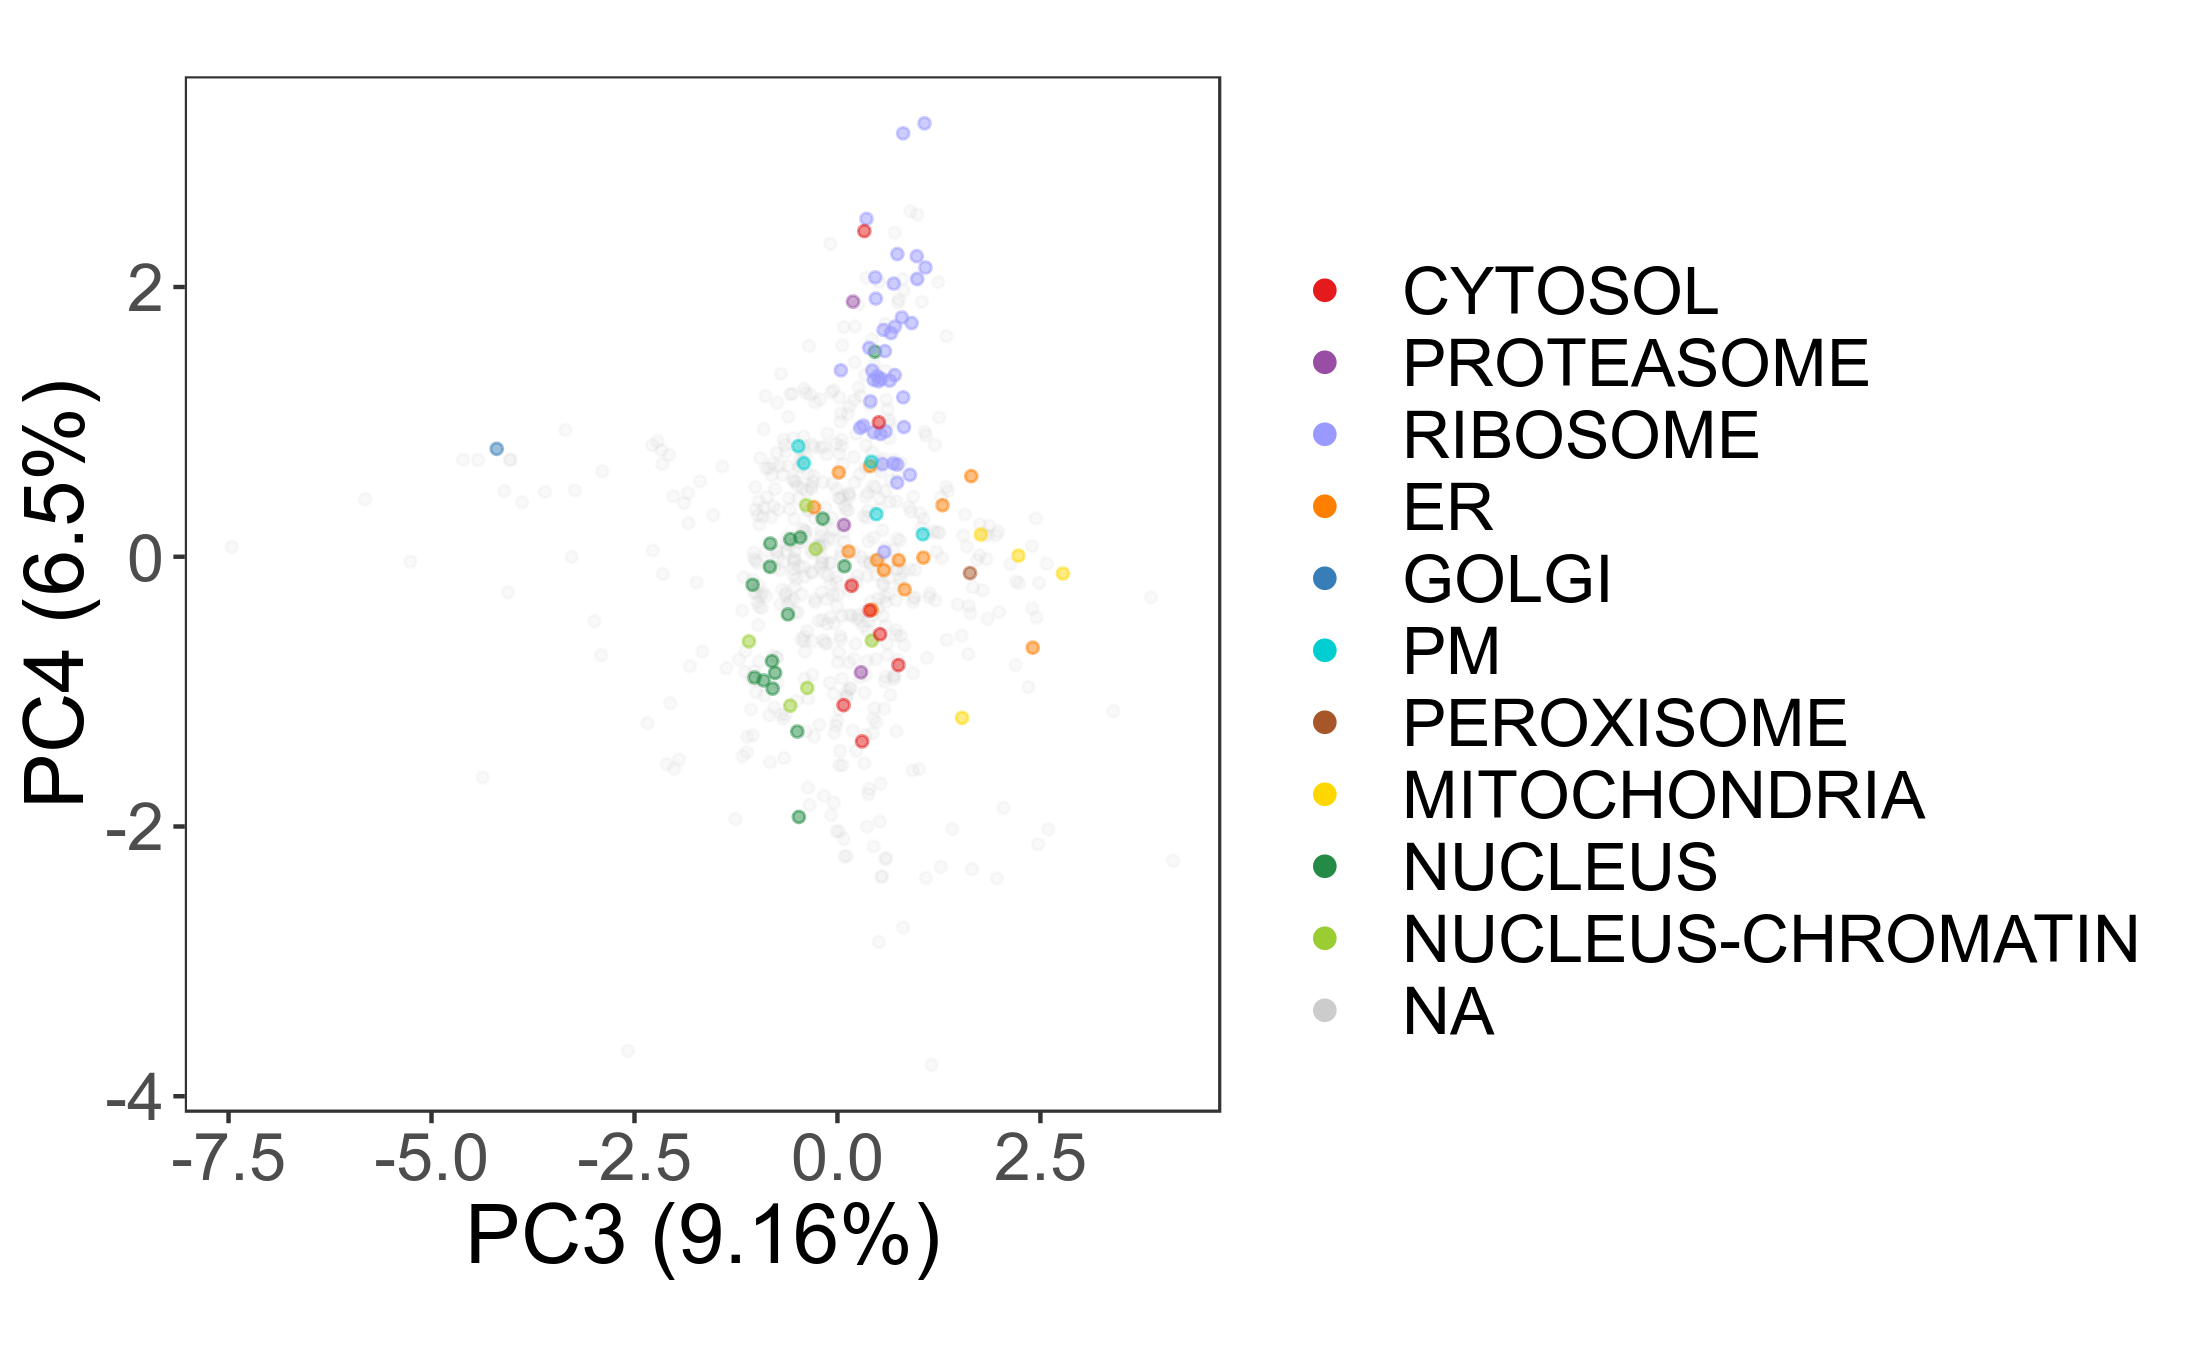 2
0
-2
-4
PC4 (6.5%)
-7.5 -5.0 -2.5 0.0 2.5
PC3 (9.16%)
CYTOSOL
PROTEASOME
RIBOSOME
ER
GOLGI
PM
PEROXISOME
MITOCHONDRIA
NUCLEUS
NUCLEUS-CHROMATIN
NA